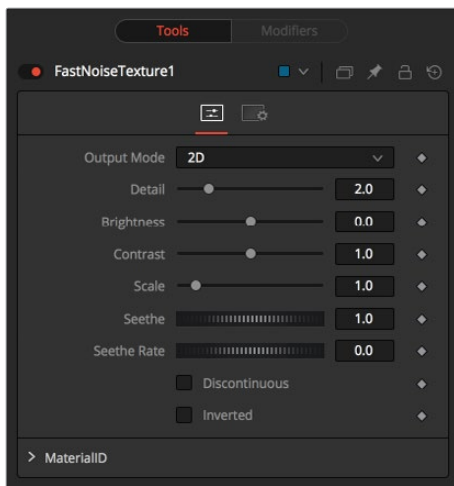 Tools Modifiers
FastNoiseTexture1
Output Mode 2D
Detail 2.0
Brightness 0.0
Contrast 1.0
Scale 1.0
Seethe 1.0
Seethe Rate 0.0
Discontinuous
Inverted
MaterialID